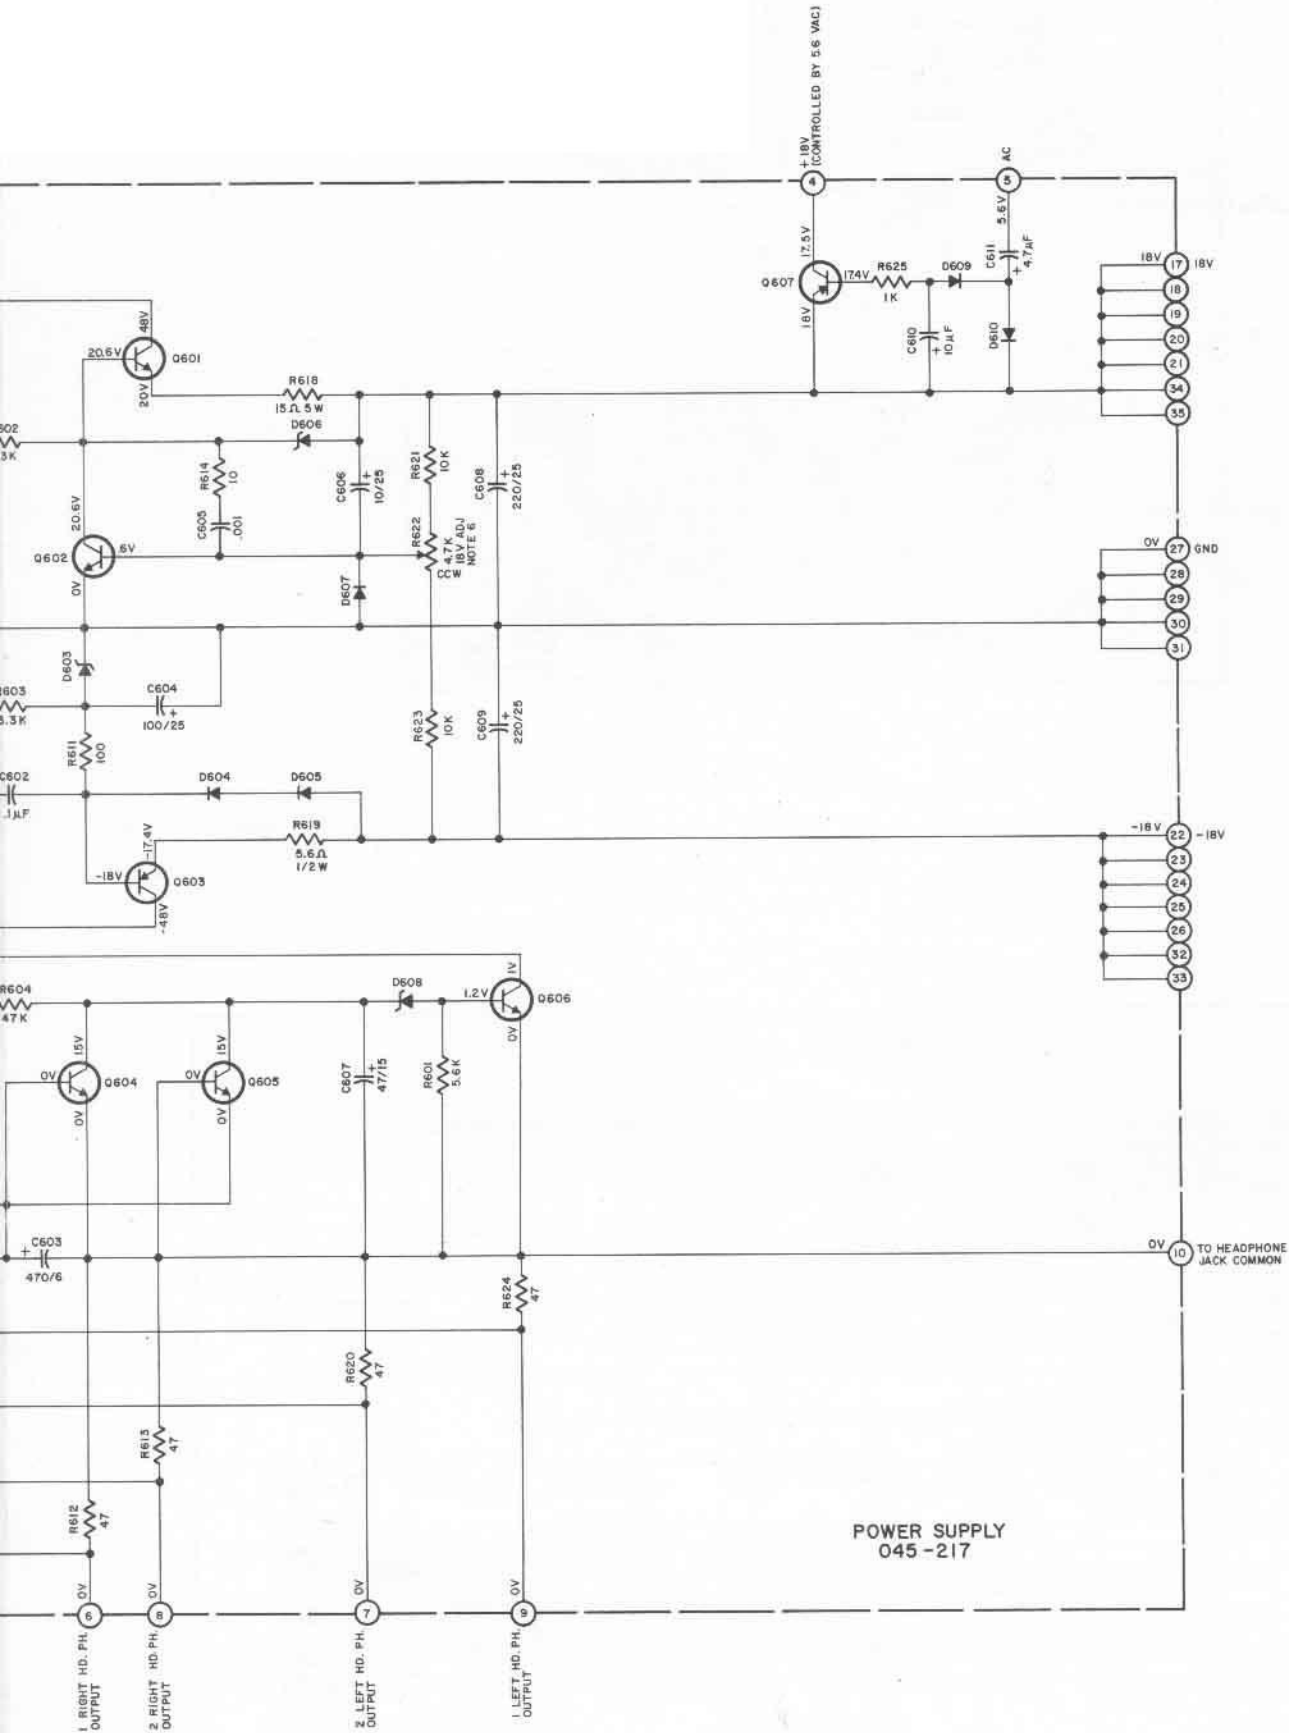 +18V
(CONTROLLED BY 5.6 VAC)
4
AC
5
5.6V
17.5V
C611
+ 4.7µF
Q607
17.4V
R625
1K
D609
18V
C610
+ 10µF
D610
18V
17
18V
18
19
20
21
34
35
48V
20.6V
Q601
20V
R618
15Ω 5W
602
3K
D606
R614
10
C605
.001
C606
+
10/25
R621
10K
C608
+
220/25
20.6V
Q602
.6V
0V
R622
4.7K
18V ADJ
NOTE 6
CCW
D607
0V
27
GND
28
29
30
31
D603
R603
3.3K
C604
+
100/25
R611
100
R623
10K
C609
+
220/25
C602
.1µF
D604
D605
-17.4V
R619
5.6Ω
1/2W
-18V
Q603
-48V
-18V
22
-18V
23
24
25
26
32
33
R604
47K
D608
1V
1.2V
Q606
0V
15V
0V
Q604
0V
15V
0V
Q605
0V
C607
+
47/15
R601
5.6K
+
C603
470/6
0V
10
TO HEADPHONE
JACK COMMON
R624
47
R620
47
R613
47
R612
47
POWER SUPPLY
045-217
0V
6
0V
8
0V
7
0V
9
1 RIGHT HD. PH.
OUTPUT
2 RIGHT HD. PH.
OUTPUT
2 LEFT HD. PH.
OUTPUT
1 LEFT HD. PH.
OUTPUT